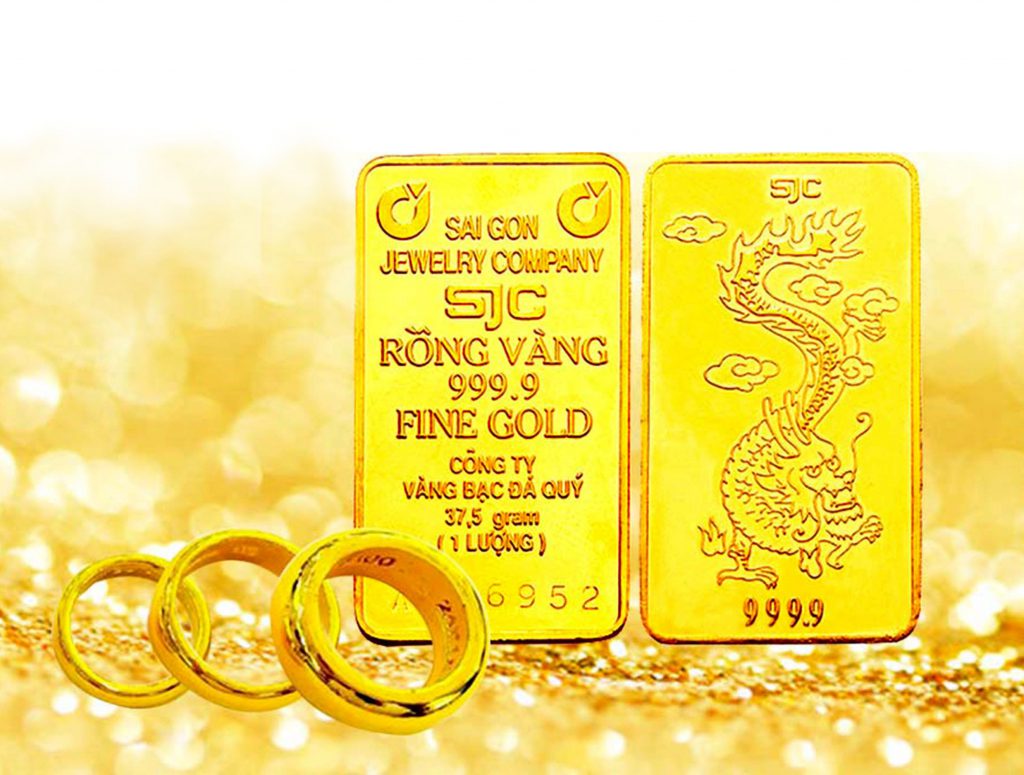 SAI GON
JEWELRY COMPANY
SJC
RỒNG VÀNG
999.9
FINE GOLD
CÔNG TY
VÀNG BẠC ĐÁ QUÝ
37,5 gram
( 1 LƯỢNG )
6952
SJC
999.9